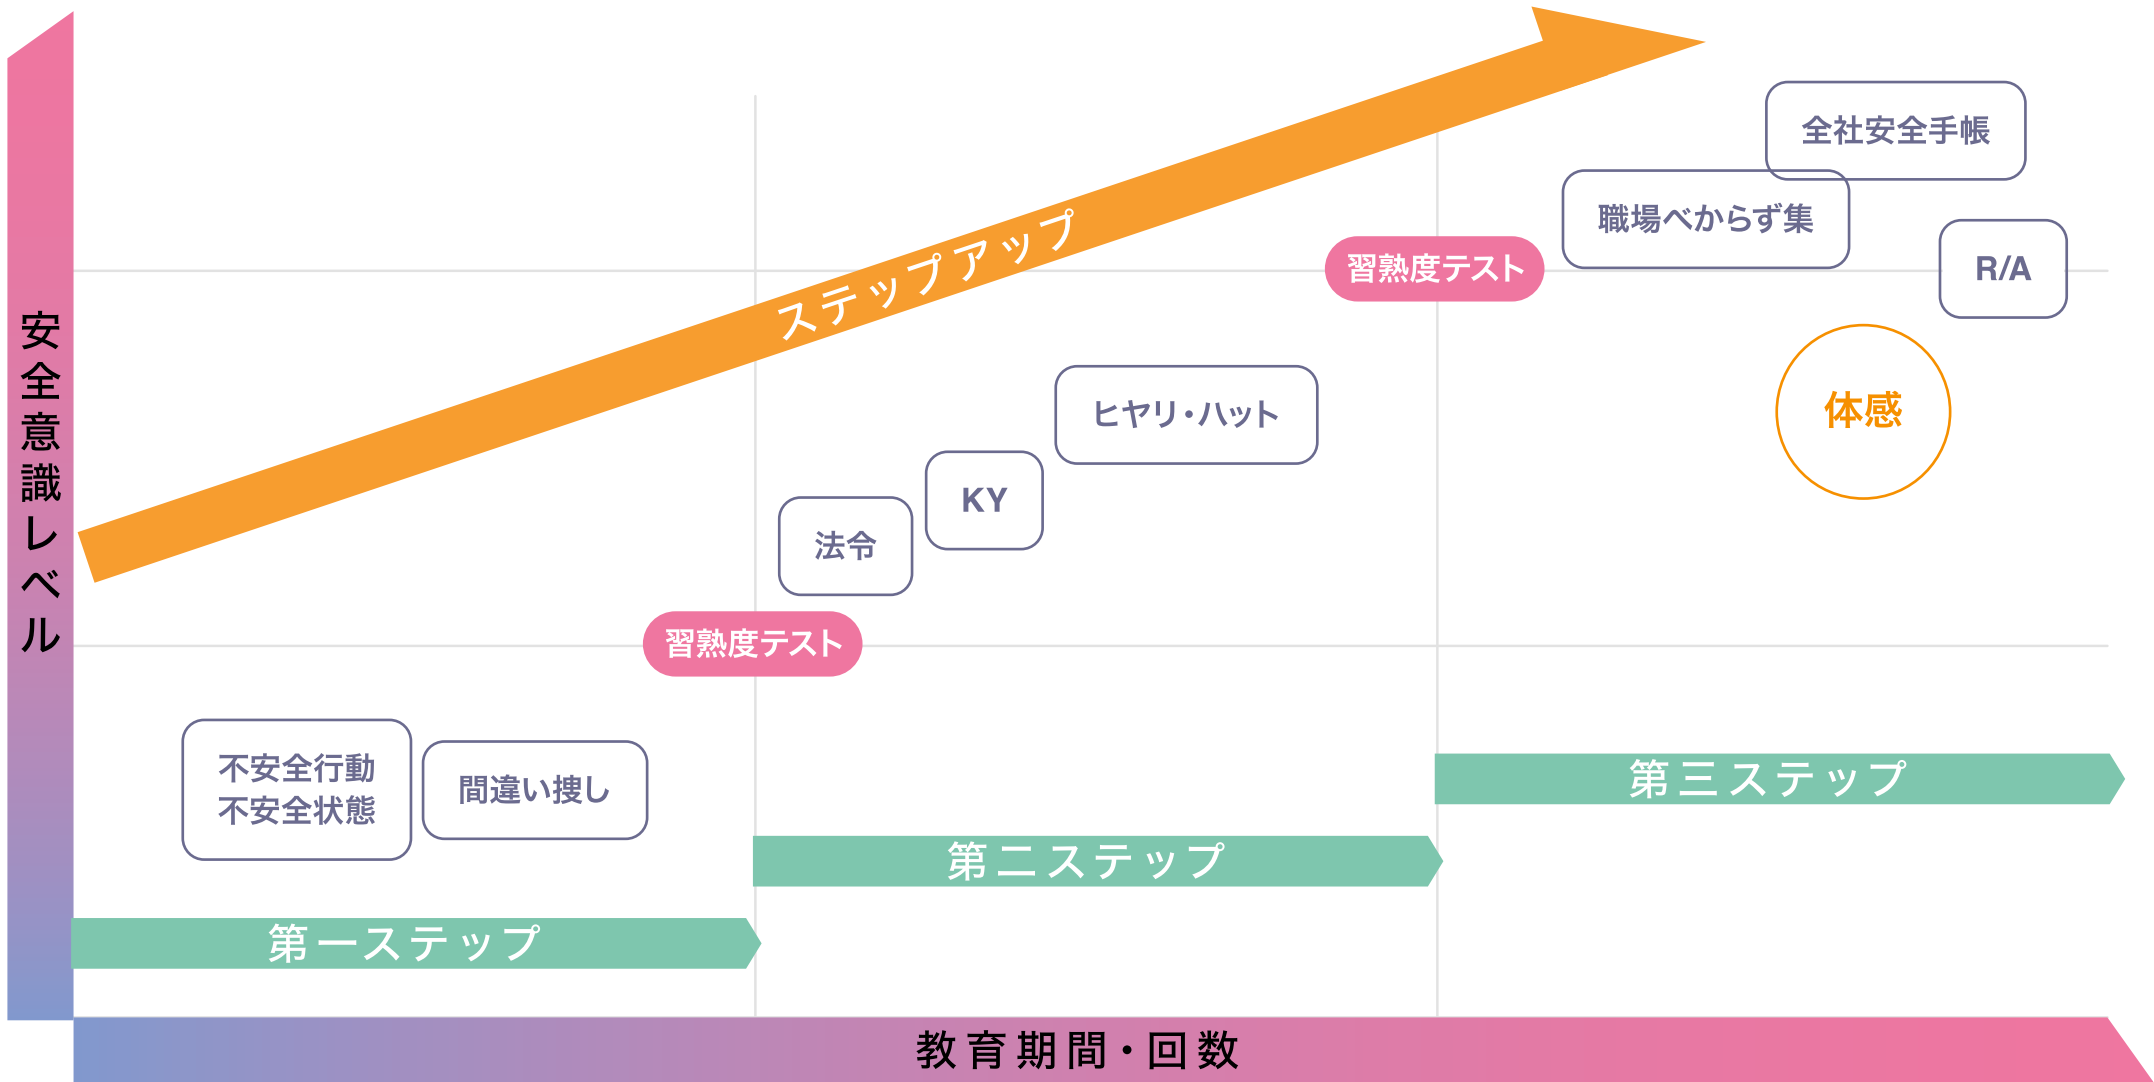 安全意識レベル
ステップアップ
全社安全手帳
職場べからず集
R/A
習熟度テスト
体感
ヒヤリ・ハット
KY
法令
習熟度テスト
不安全行動
不安全状態
間違い捜し
第三ステップ
第二ステップ
第一ステップ
教育期間・回数